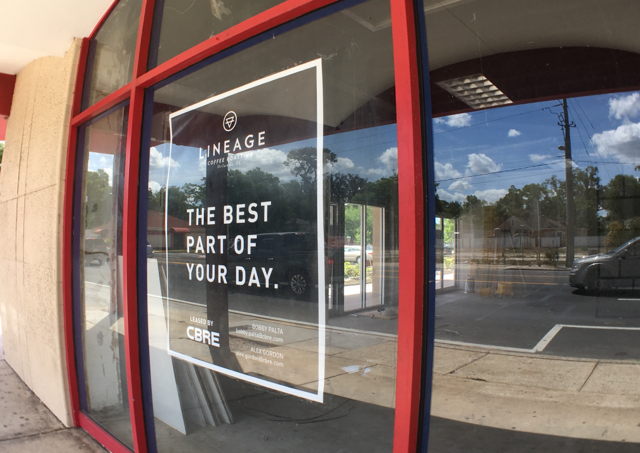 LINEAGE
COFFEE ROASTING
THE BEST
PART OF
YOUR DAY.
LEASED BY
CBRE
BOBBY PALTA
ALEX GORDON